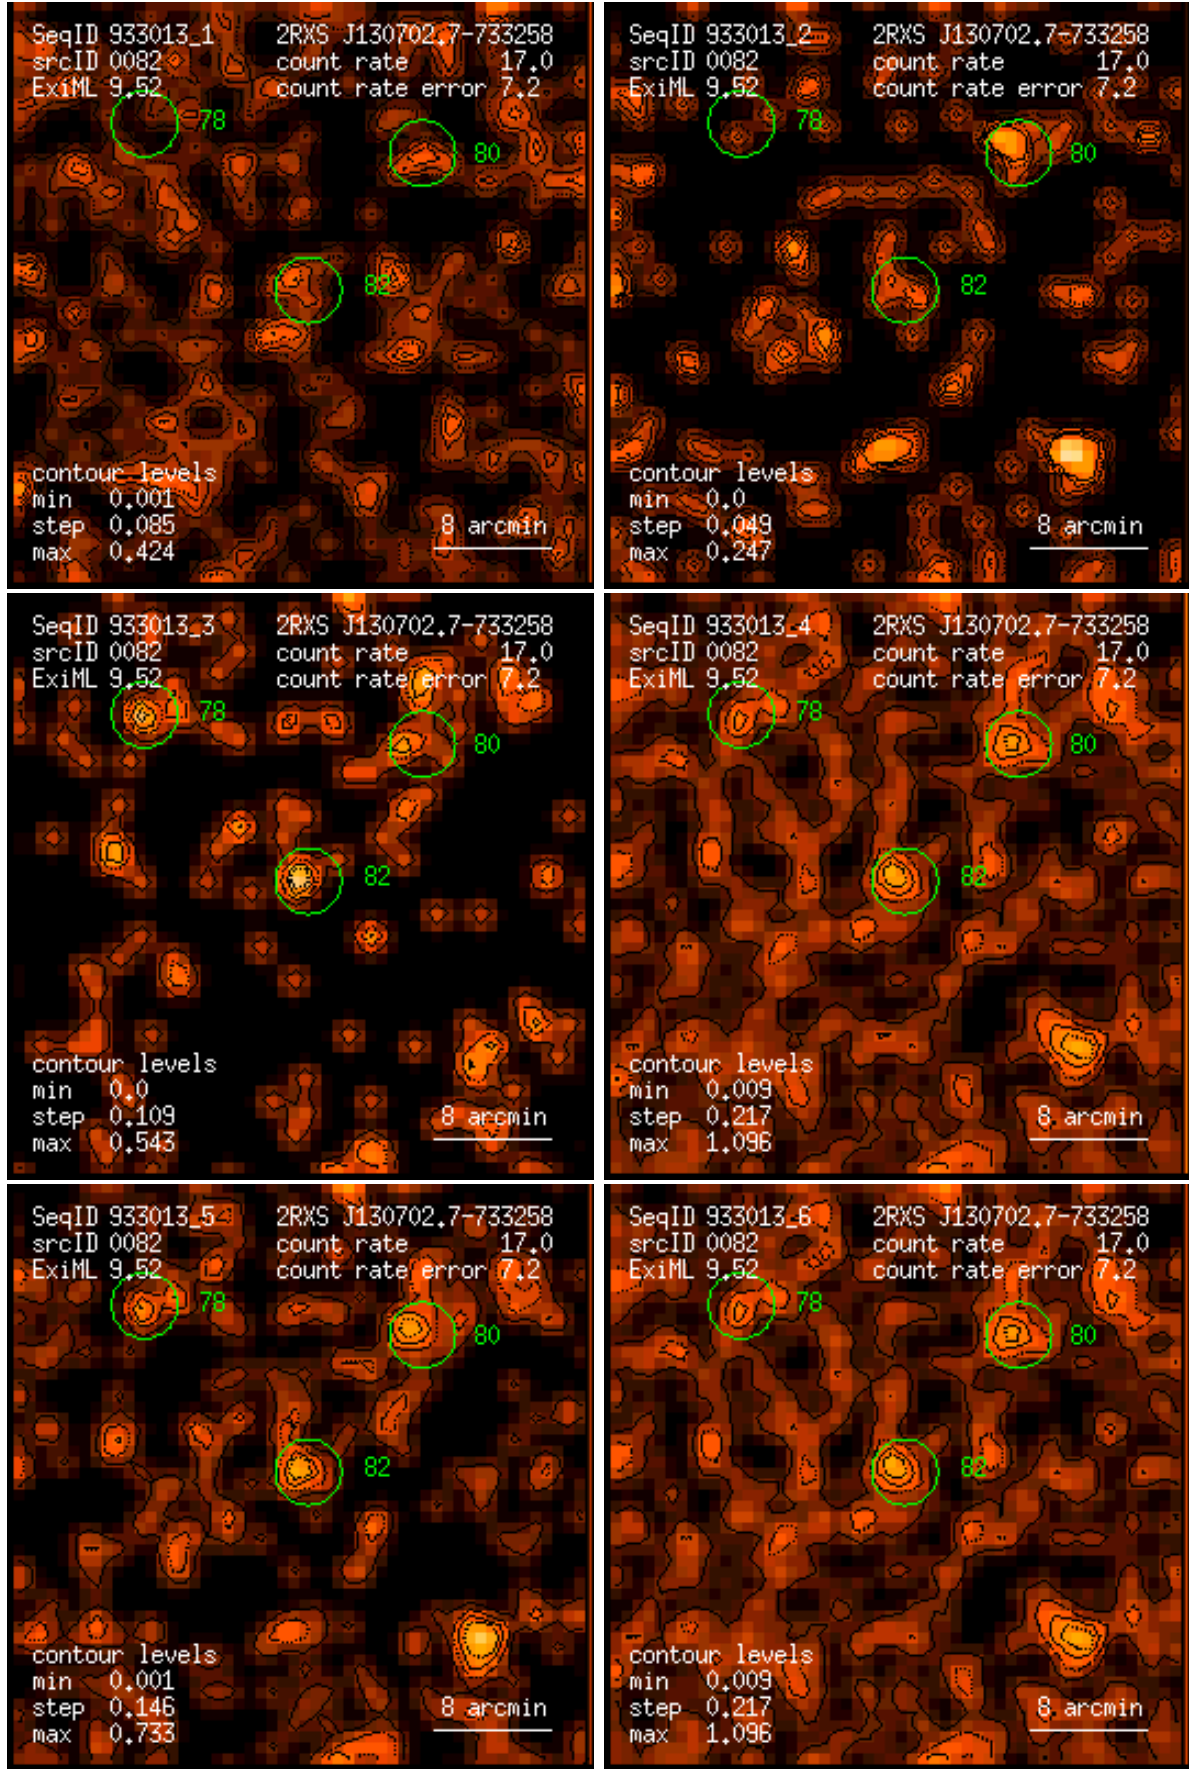 SeqID 933013_1 2RXS J130702.7-733258
srcID 0082 count rate 17.0
ExiML 9.52 count rate error 7.2
78
80
82
contour levels
min 0.001
step 0.085
max 0.424
8 arcmin
SeqID 933013_2 2RXS J130702.7-733258
srcID 0082 count rate 17.0
ExiML 9.52 count rate error 7.2
78
80
82
contour levels
min 0.0
step 0.049
max 0.247
8 arcmin
SeqID 933013_3 2RXS J130702.7-733258
srcID 0082 count rate 17.0
ExiML 9.52 count rate error 7.2
78
80
82
contour levels
min 0.0
step 0.109
max 0.543
8 arcmin
SeqID 933013_4 2RXS J130702.7-733258
srcID 0082 count rate 17.0
ExiML 9.52 count rate error 7.2
78
80
82
contour levels
min 0.009
step 0.217
max 1.096
8 arcmin
SeqID 933013_5 2RXS J130702.7-733258
srcID 0082 count rate 17.0
ExiML 9.52 count rate error 7.2
78
80
82
contour levels
min 0.001
step 0.146
max 0.733
8 arcmin
SeqID 933013_6 2RXS J130702.7-733258
srcID 0082 count rate 17.0
ExiML 9.52 count rate error 7.2
78
80
82
contour levels
min 0.009
step 0.217
max 1.096
8 arcmin